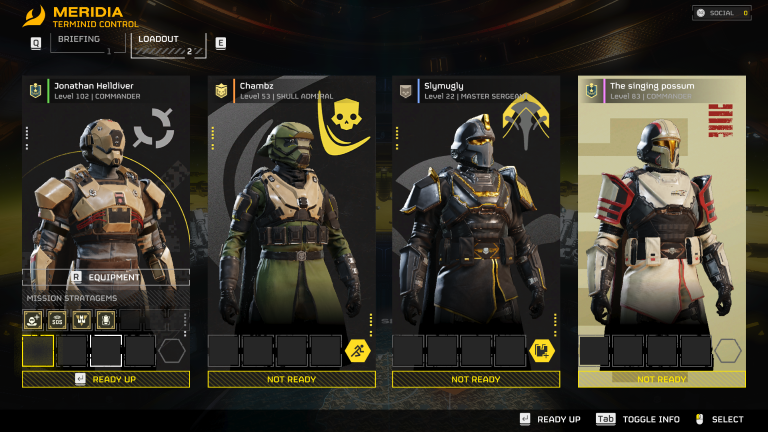 MERIDIA
TERMINID CONTROL
SOCIAL 0
Q BRIEFING 1 LOADOUT 2 E
Jonathan Helldiver
Level 102 | COMMANDER
Chambz
Level 53 | SKULL ADMIRAL
Slymugly
Level 22 | MASTER SERGEANT
The singing possum
Level 83 | COMMANDER
R EQUIPMENT
MISSION STRATAGEMS
SOS
READY UP
NOT READY
NOT READY
NOT READY
READY UP Tab TOGGLE INFO SELECT